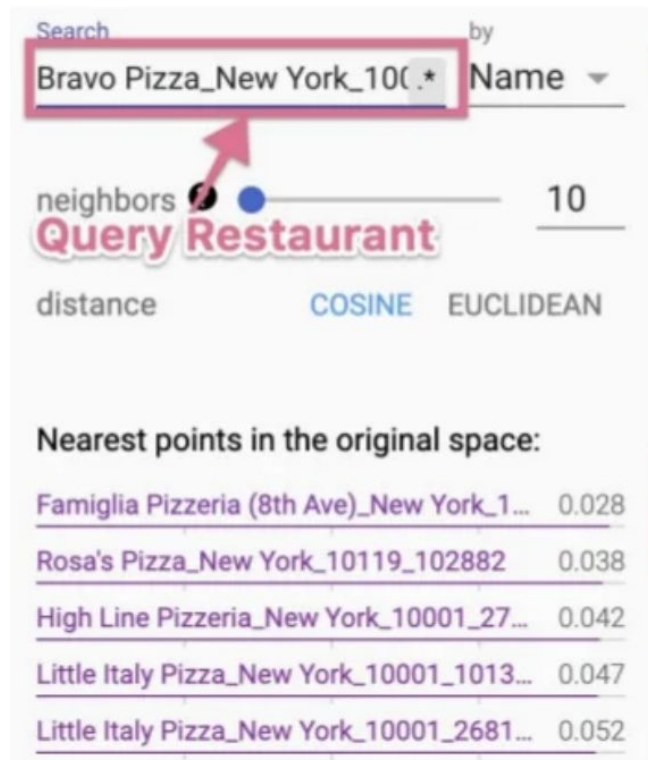 Search by
Bravo Pizza_New York_100 .* Name
neighbors 10
Query Restaurant
distance COSINE EUCLIDEAN
Nearest points in the original space:
Famiglia Pizzeria (8th Ave)_New York_1... 0.028
Rosa's Pizza_New York_10119_102882 0.038
High Line Pizzeria_New York_10001_27... 0.042
Little Italy Pizza_New York_10001_1013... 0.047
Little Italy Pizza_New York_10001_2681... 0.052